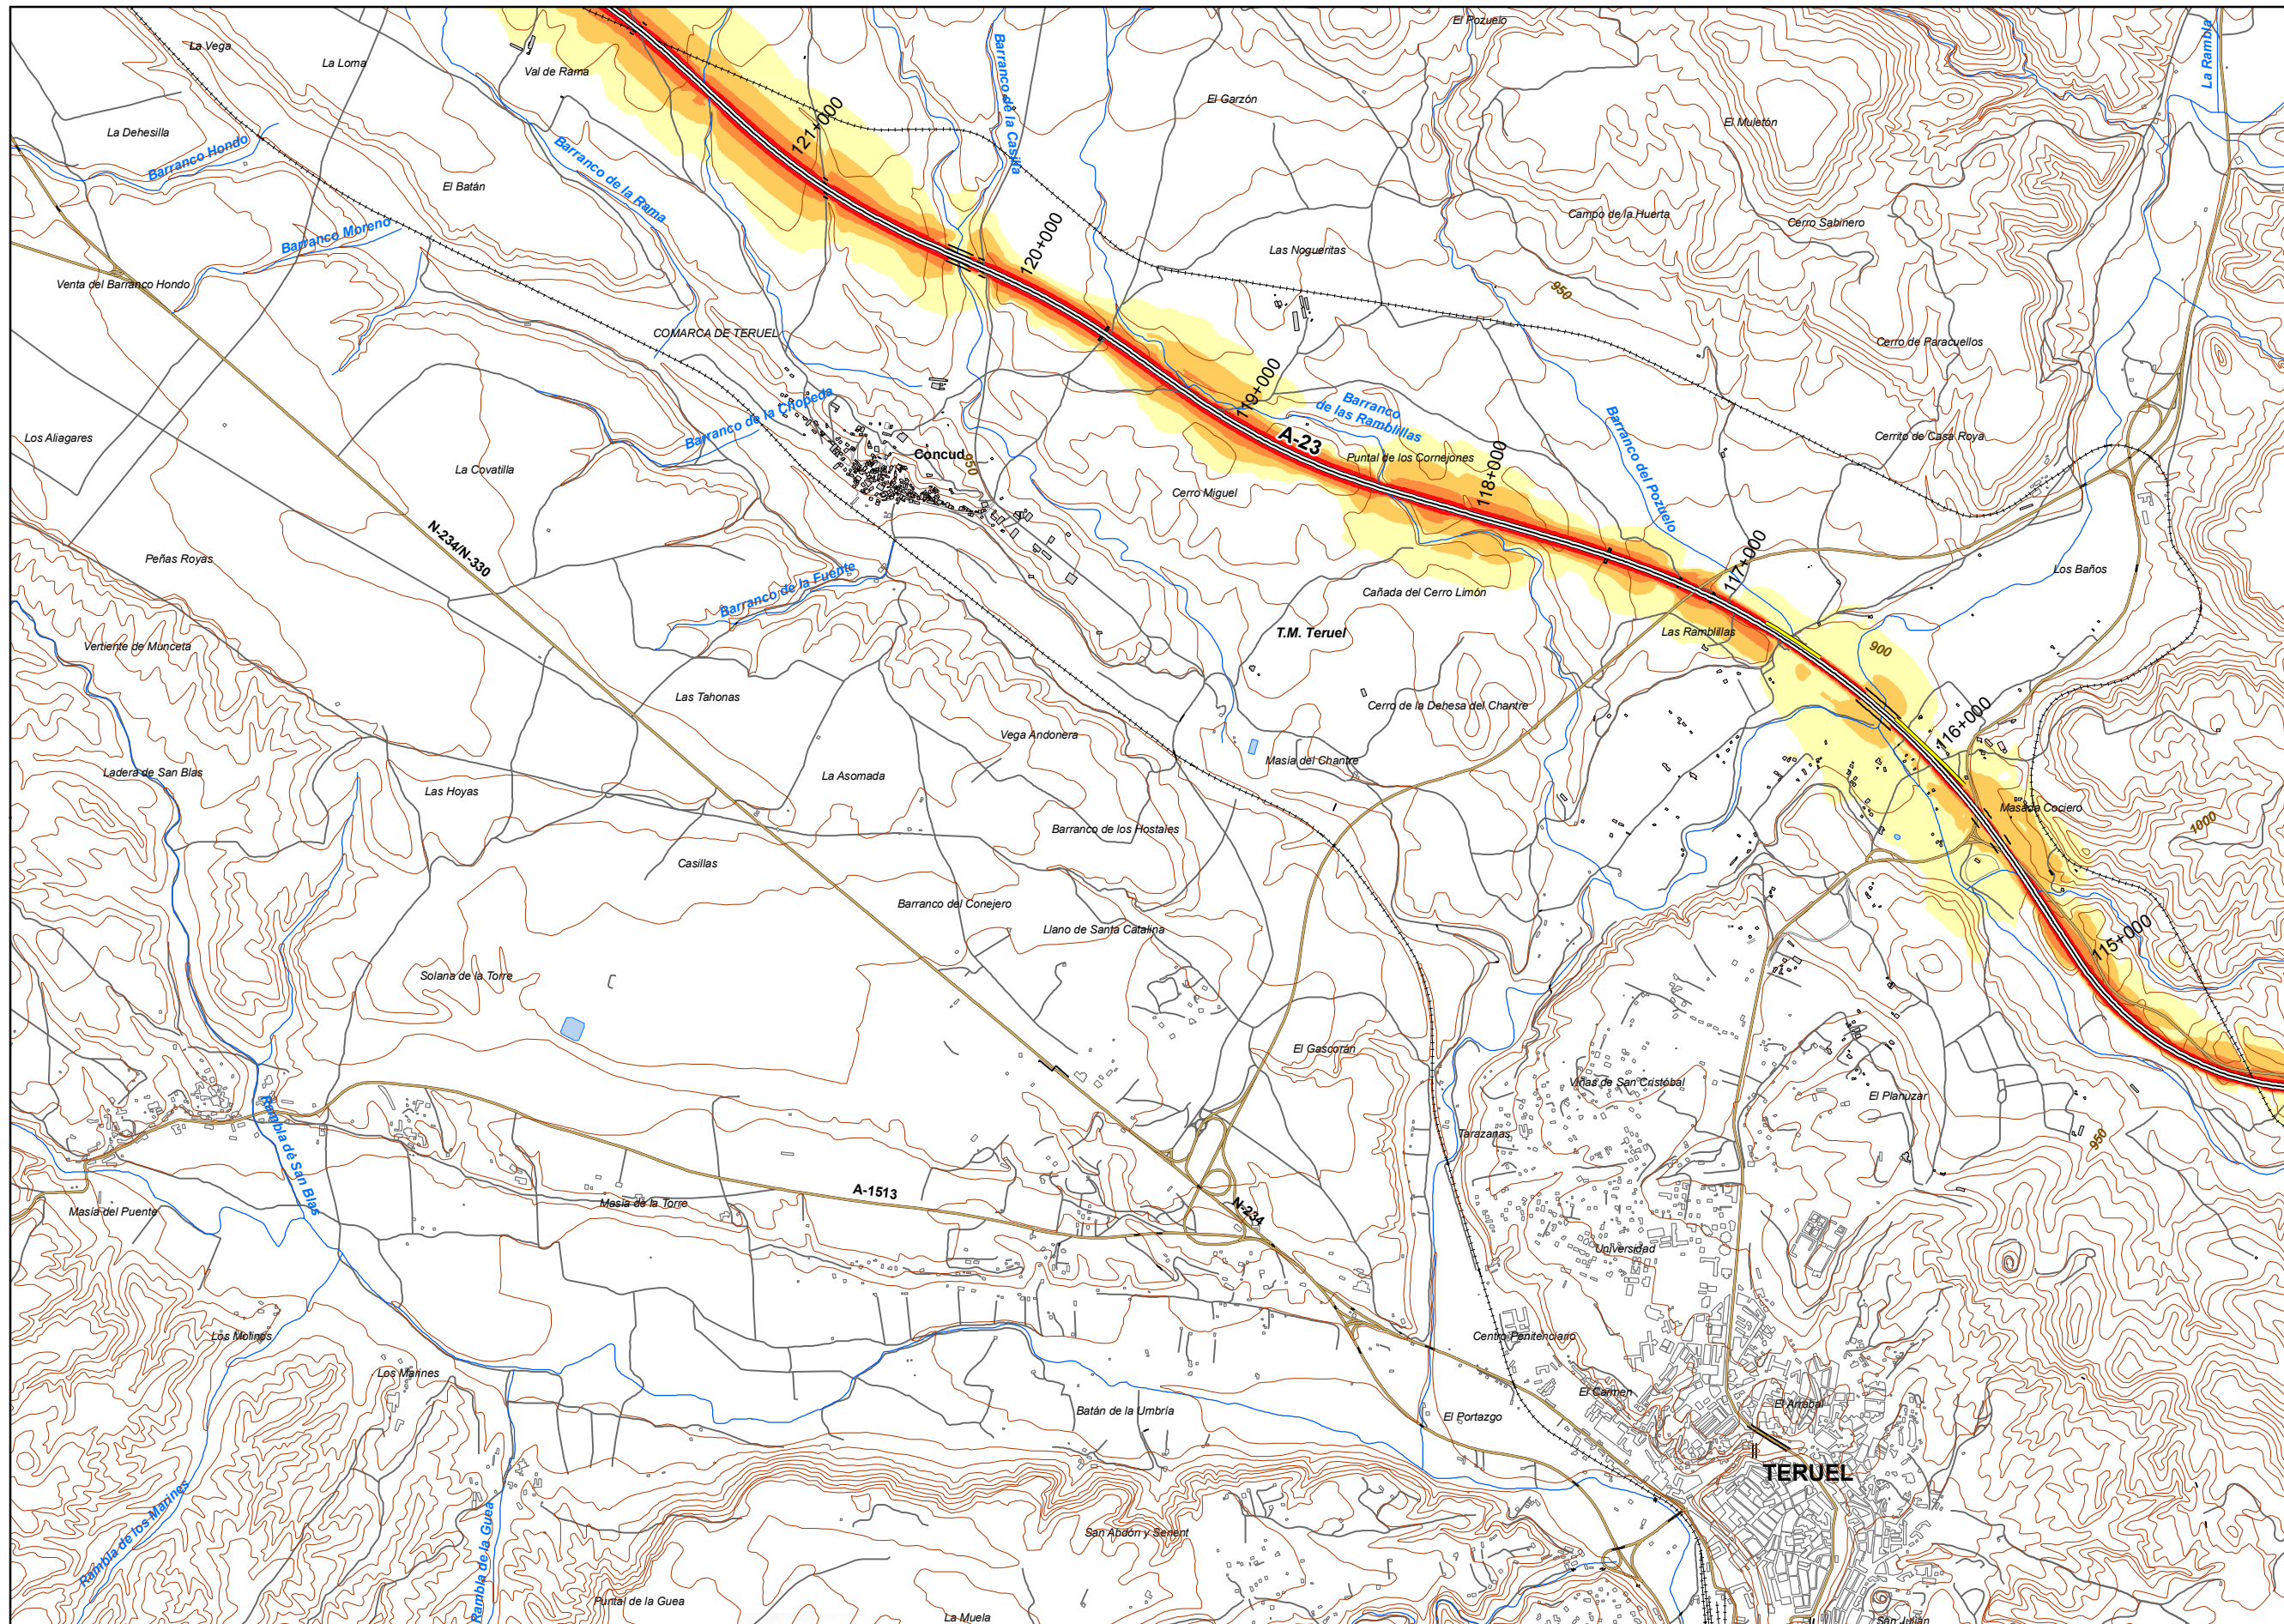 El Pozuelo
La Vega
La Loma
Val de Rama
Barranco de la Casilla
La Rambla
El Garzón
121+000
El Muletón
La Dehesilla
Barranco Hondo
Barranco de la Rama
El Batán
Campo de la Huerta
Cerro Sabinero
Barranco Moreno
120+000
Las Nogueritas
Venta del Barranco Hondo
950
COMARCA DE TERUEL
Cerro de Paracuellos
119+000
Barranco de la Chopeda
Barranco
de las Ramblillas
Los Aliagares
A-23
Cerrito de Casa Roya
Concud
950
Puntal de los Cornejones
118+000
Barranco del Pozuelo
La Covatilla
Cerro Miguel
N-234/N-330
Peñas Royas
Barranco de la Fuente
117+000
Los Baños
Cañada del Cerro Limón
T.M. Teruel
Las Ramblillas
Vertiente de Munceta
900
Las Tahonas
Cerro de la Dehesa del Chantre
Vega Andonera
116+000
Masía del Chantre
Ladera de San Blas
La Asomada
Las Hoyas
Masada Cociero
Barranco de los Hostales
1000
Casillas
Barranco del Conejero
Llano de Santa Catalina
115+000
Solana de la Torre
El Gascorán
Viñas de San Cristóbal
El Planuzar
Tarazanas
950
Rambla de San Blas
A-1513
Masía de la Torre
N-234
Masía del Puente
Universidad
Los Molinos
Centro Penitenciario
Los Marines
El Carmen
El Arrabal
Batán de la Umbría
El Portazgo
TERUEL
Rambla de los Marines
Rambla de la Guea
San Abdón y Senent
Puntal de la Guea
La Muela
San Julián